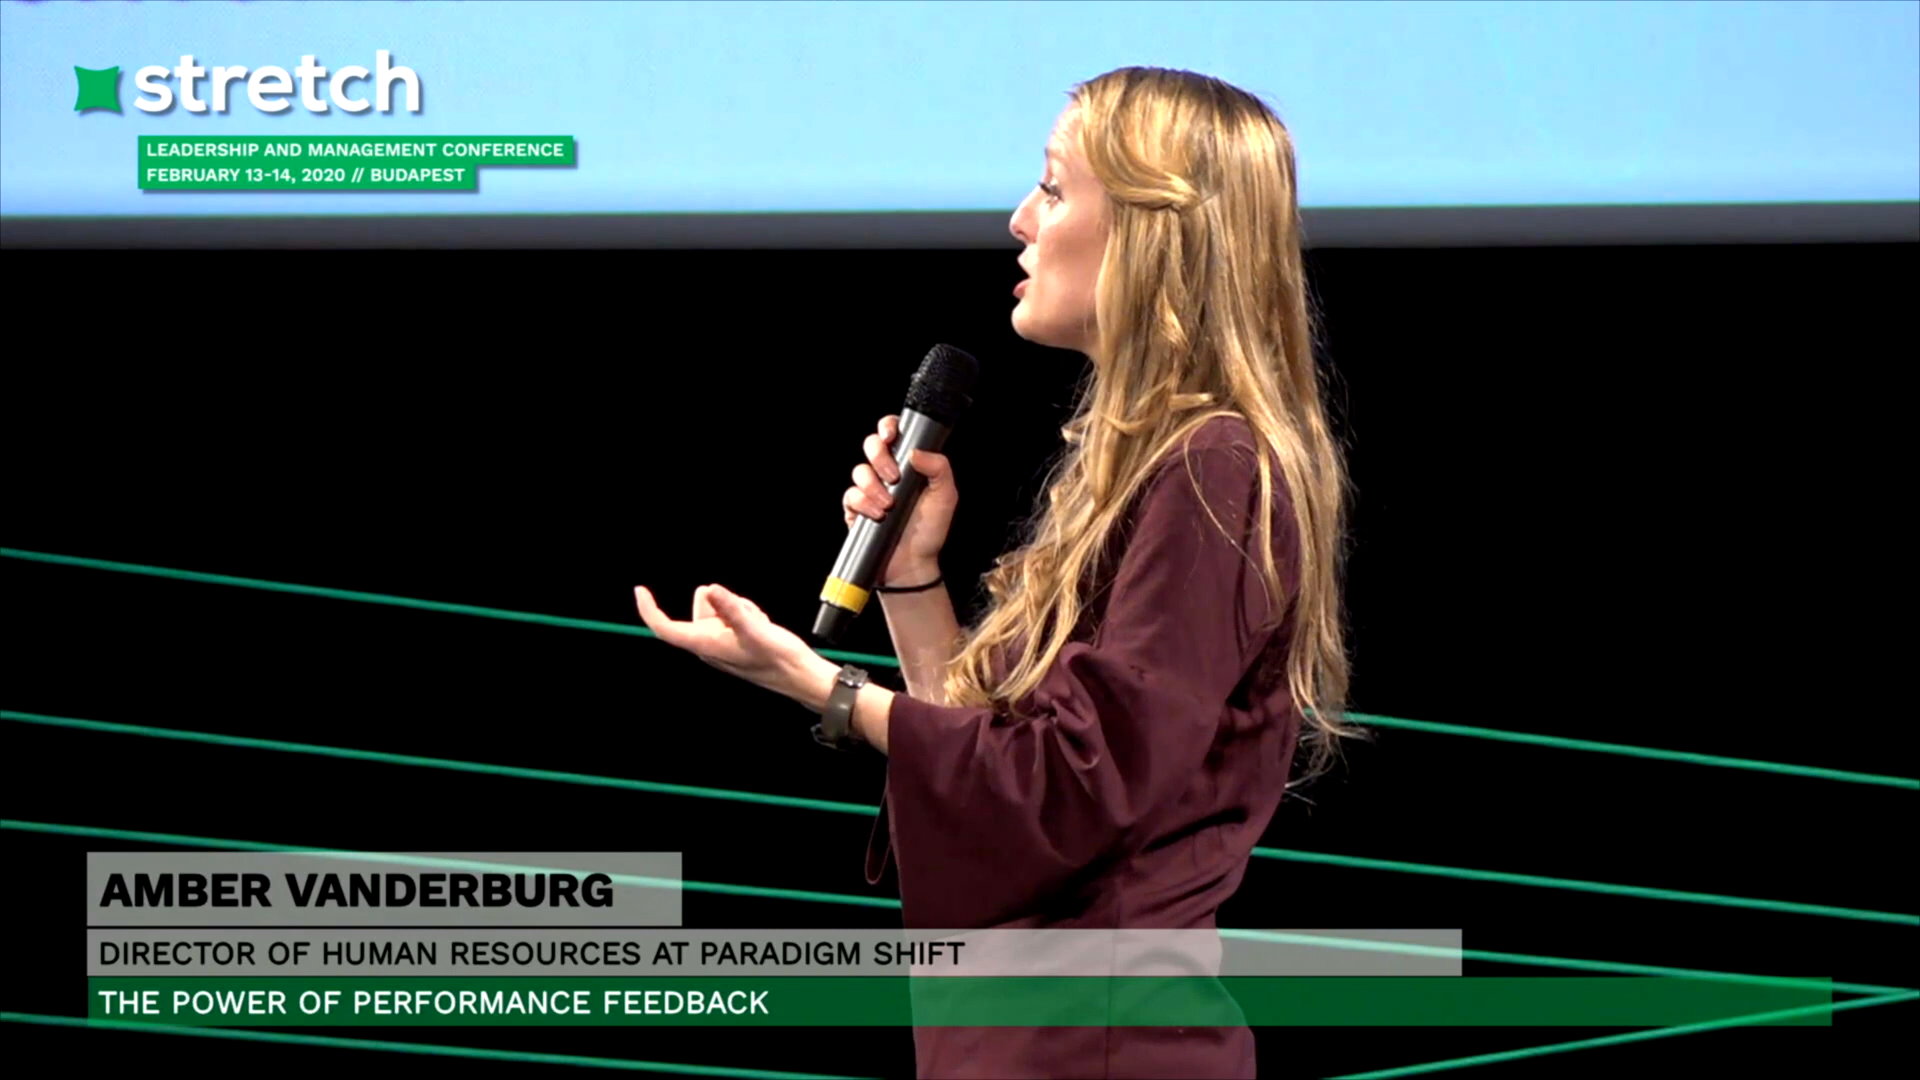 stretch
LEADERSHIP AND MANAGEMENT CONFERENCE
FEBRUARY 13-14, 2020 // BUDAPEST
AMBER VANDERBURG
DIRECTOR OF HUMAN RESOURCES AT PARADIGM SHIFT
THE POWER OF PERFORMANCE FEEDBACK